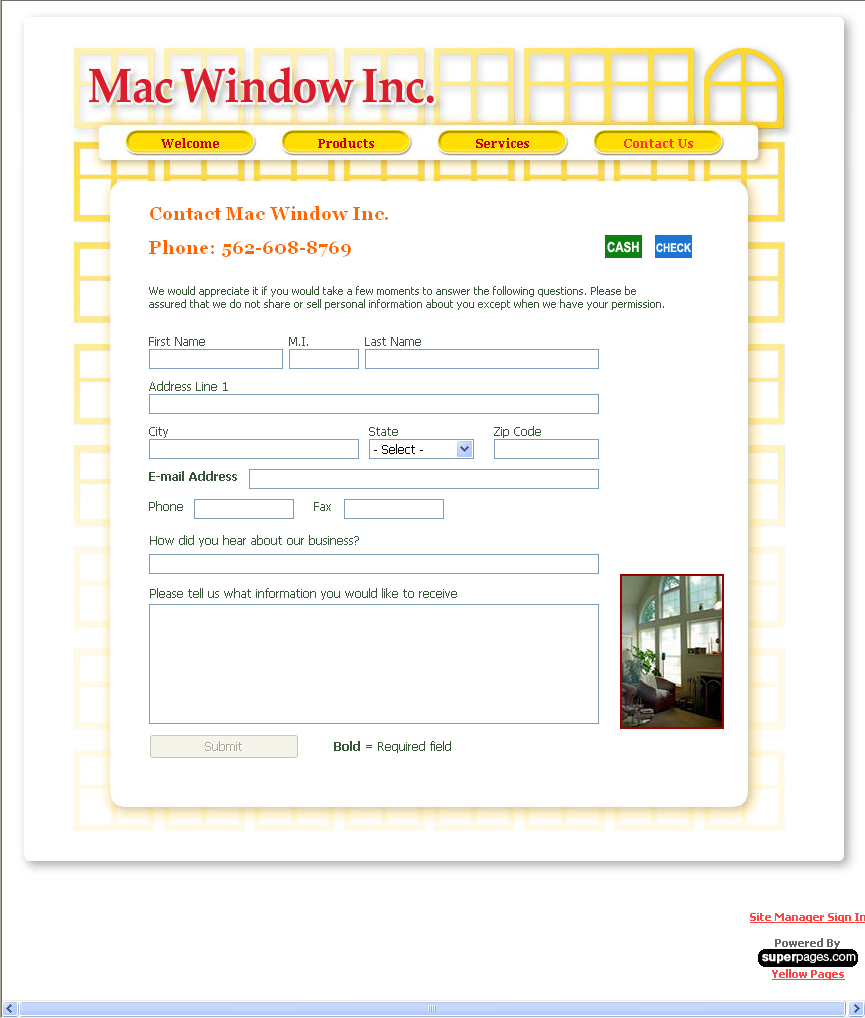 Mac Window Inc.
Welcome Products Services Contact Us
Contact Mac Window Inc.
Phone: 562-608-8769
CASH CHECK
We would appreciate it if you would take a few moments to answer the following questions. Please be
assured that we do not share or sell personal information about you except when we have your permission.
First Name M.I. Last Name
Address Line 1
City State Zip Code
- Select -
E-mail Address
Phone Fax
How did you hear about our business?
Please tell us what information you would like to receive
Submit Bold = Required field
Site Manager Sign In
Powered By
superpages.com
Yellow Pages